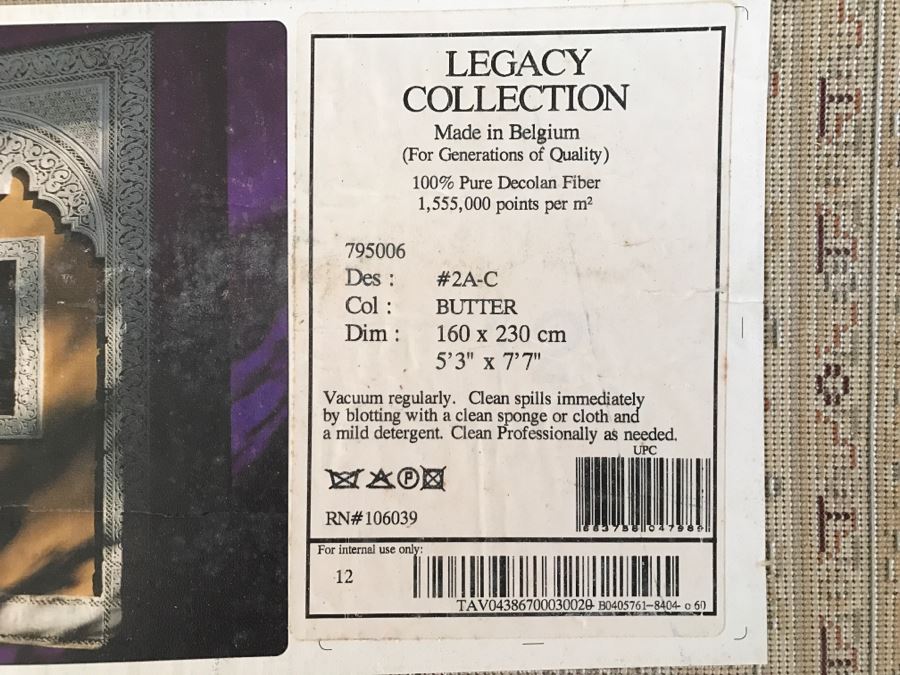 LEGACY
COLLECTION
Made in Belgium
(For Generations of Quality)
100% Pure Decolan Fiber
1,555,000 points per m²
795006
Des : #2A-C
Col : BUTTER
Dim : 160 x 230 cm
5'3" x 7'7"
Vacuum regularly. Clean spills immediately
by blotting with a clean sponge or cloth and
a mild detergent. Clean Professionally as needed.
UPC
P
RN#106039
For internal use only:
12
TAV04386700030020- B0405761-8404- o 60